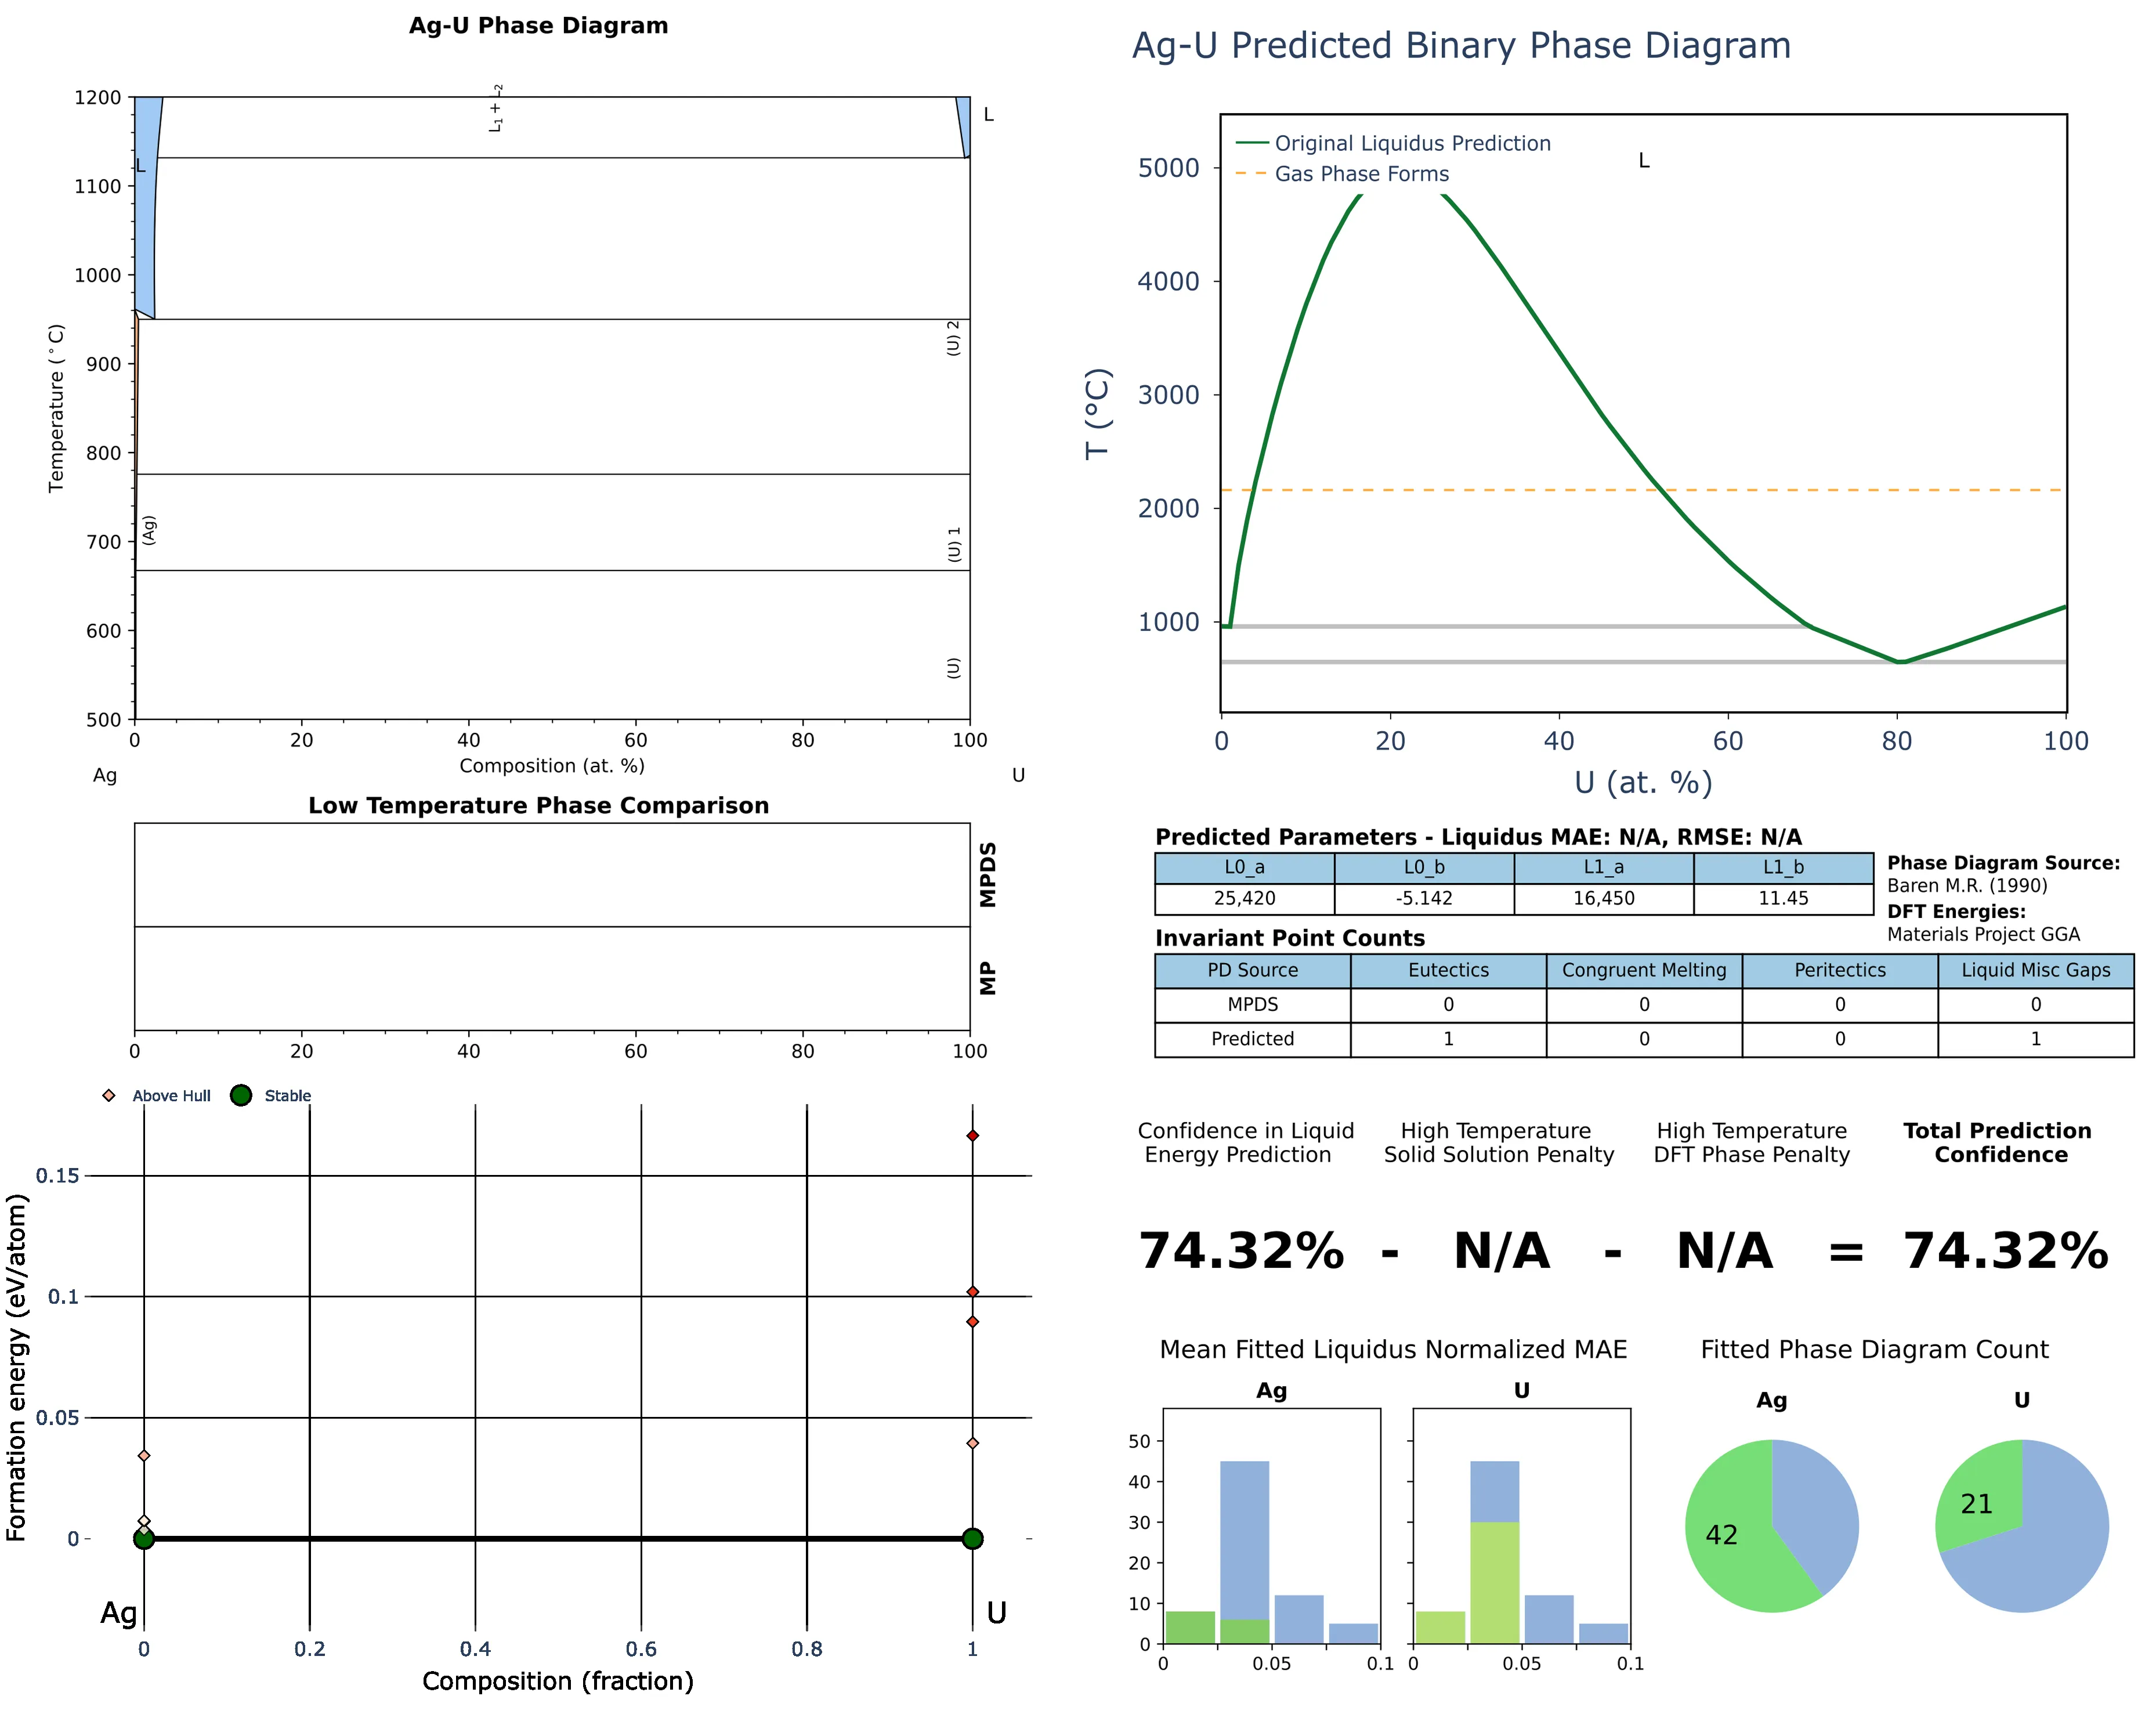 Ag-U Phase Diagram
1200
1100
1000
900
800
700
600
500
Temperature (°C)
L
L₁ + L₂
L
(U) 2
(Ag)
(U) 1
(U)
0 20 40 60 80 100
Composition (at. %)
Ag U
Low Temperature Phase Comparison
MPDS
MP
0 20 40 60 80 100
Above Hull Stable
0.15
0.1
0.05
0
Formation energy (eV/atom)
Ag U
0 0.2 0.4 0.6 0.8 1
Composition (fraction)
Ag-U Predicted Binary Phase Diagram
Original Liquidus Prediction
Gas Phase Forms
L
5000
4000
3000
2000
1000
T (°C)
0 20 40 60 80 100
U (at. %)
Predicted Parameters - Liquidus MAE: N/A, RMSE: N/A
L0_a L0_b L1_a L1_b
25,420 -5.142 16,450 11.45
Phase Diagram Source:
Baren M.R. (1990)
DFT Energies:
Materials Project GGA
Invariant Point Counts
PD Source Eutectics Congruent Melting Peritectics Liquid Misc Gaps
MPDS 0 0 0 0
Predicted 1 0 0 1
Confidence in Liquid Energy Prediction
High Temperature Solid Solution Penalty
High Temperature DFT Phase Penalty
Total Prediction Confidence
74.32% - N/A - N/A = 74.32%
Mean Fitted Liquidus Normalized MAE
Ag U
50
40
30
20
10
0
0 0.05 0.1 0 0.05 0.1
Fitted Phase Diagram Count
Ag U
42 21